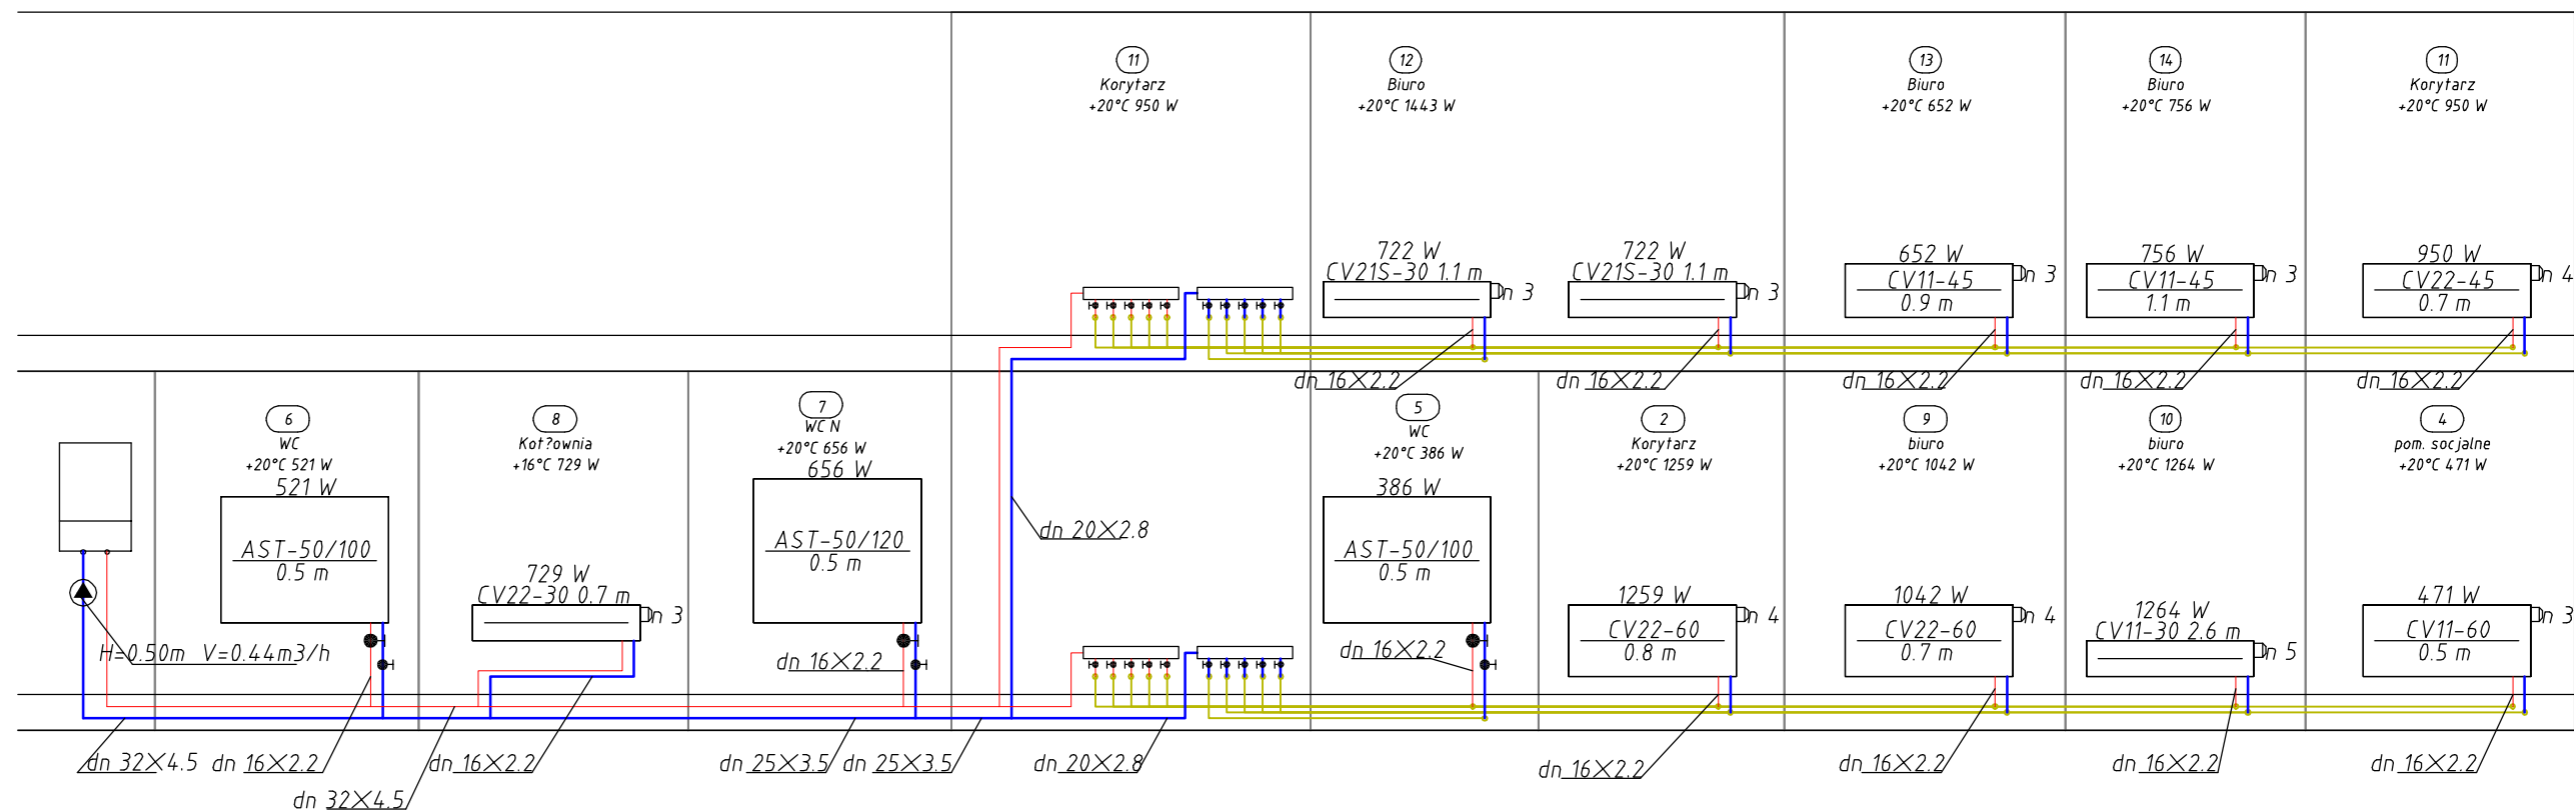 11
Korytarz
+20°C 950 W
12
Biuro
+20°C 1443 W
13
Biuro
+20°C 652 W
14
Biuro
+20°C 756 W
11
Korytarz
+20°C 950 W
722 W
CV21S-30 1.1 m
n 3
722 W
CV21S-30 1.1 m
n 3
652 W
CV11-45
0.9 m
n 3
756 W
CV11-45
1.1 m
n 3
950 W
CV22-45
0.7 m
n 4
dn 16X2.2
dn 16X2.2
dn 16X2.2
dn 16X2.2
dn 16X2.2
6
WC
+20°C 521 W
521 W
AST-50/100
0.5 m
8
Kot?ownia
+16°C 729 W
729 W
CV22-30 0.7 m
n 3
7
WC N
+20°C 656 W
656 W
AST-50/120
0.5 m
dn 16X2.2
dn 20X2.8
5
WC
+20°C 386 W
386 W
AST-50/100
0.5 m
dn 16X2.2
2
Korytarz
+20°C 1259 W
1259 W
CV22-60
0.8 m
n 4
9
biuro
+20°C 1042 W
1042 W
CV22-60
0.7 m
n 4
10
biuro
+20°C 1264 W
1264 W
CV11-30 2.6 m
n 5
4
pom. socjalne
+20°C 471 W
471 W
CV11-60
0.5 m
n 3
H=0.50m V=0.44m3/h
dn 32X4.5
dn 16X2.2
dn 32X4.5
dn 16X2.2
dn 25X3.5
dn 25X3.5
dn 20X2.8
dn 16X2.2
dn 16X2.2
dn 16X2.2
dn 16X2.2